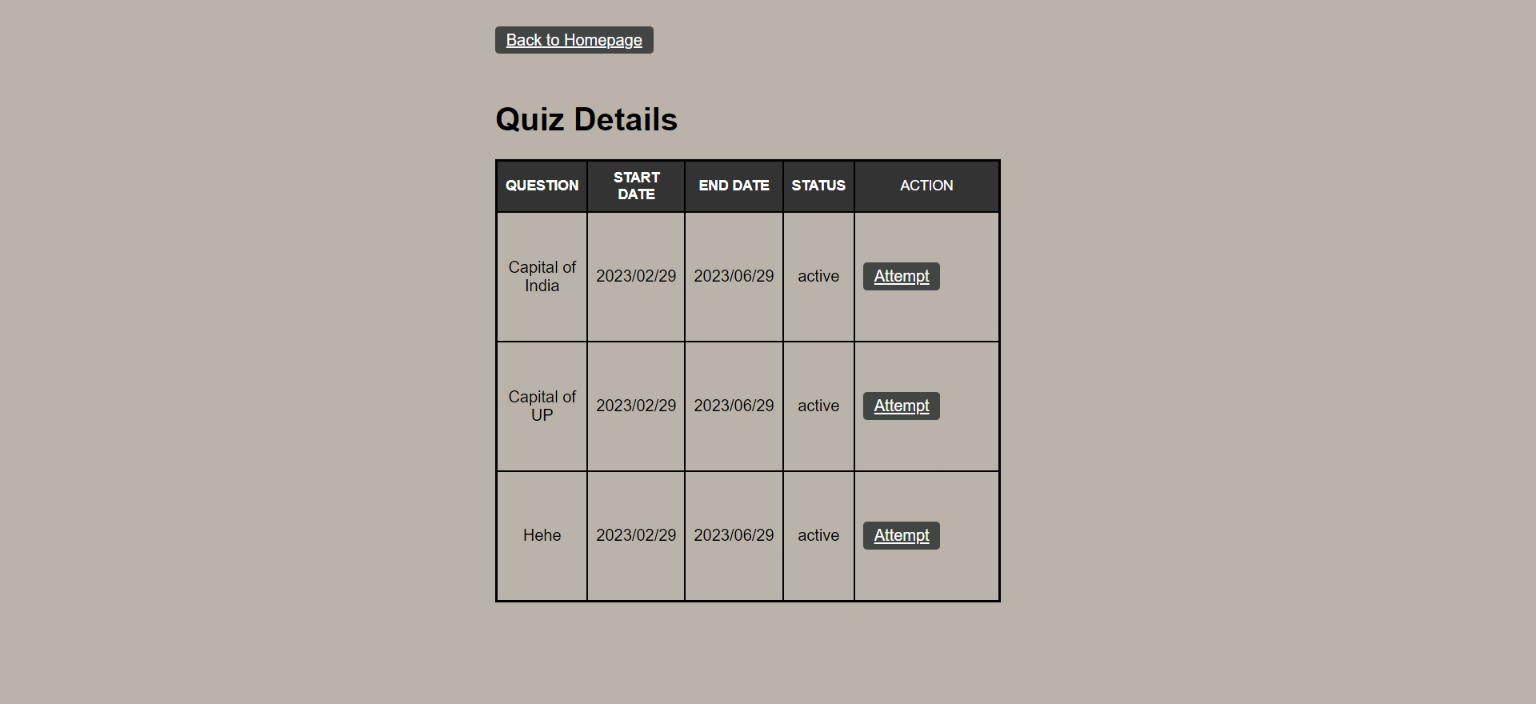 Back to Homepage
Quiz Details
QUESTION START DATE END DATE STATUS ACTION
Capital of India 2023/02/29 2023/06/29 active Attempt
Capital of UP 2023/02/29 2023/06/29 active Attempt
Hehe 2023/02/29 2023/06/29 active Attempt